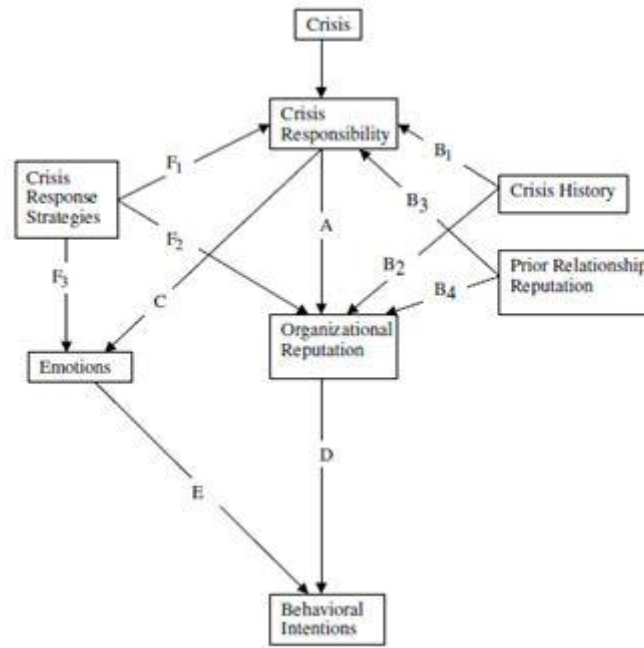 Crisis
Crisis
Responsibility
F1
B1
Crisis
Response
Strategies
Crisis History
B3
A
F2
B2
Prior Relationship
Reputation
F3
B4
C
Organizational
Reputation
Emotions
D
E
Behavioral
Intentions